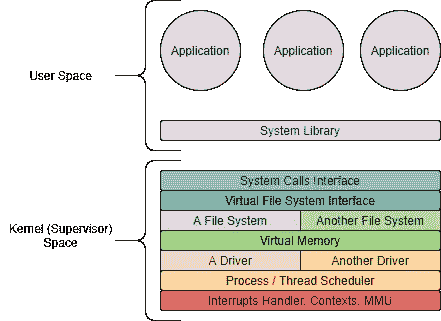 User Space
Application
Application
Application
System Library
Kernel (Supervisor)
Space
System Calls Interface
Virtual File System Interface
A File System
Another File System
Virtual Memory
A Driver
Another Driver
Process / Thread Scheduler
Interrupts Handler, Contexts, MMU